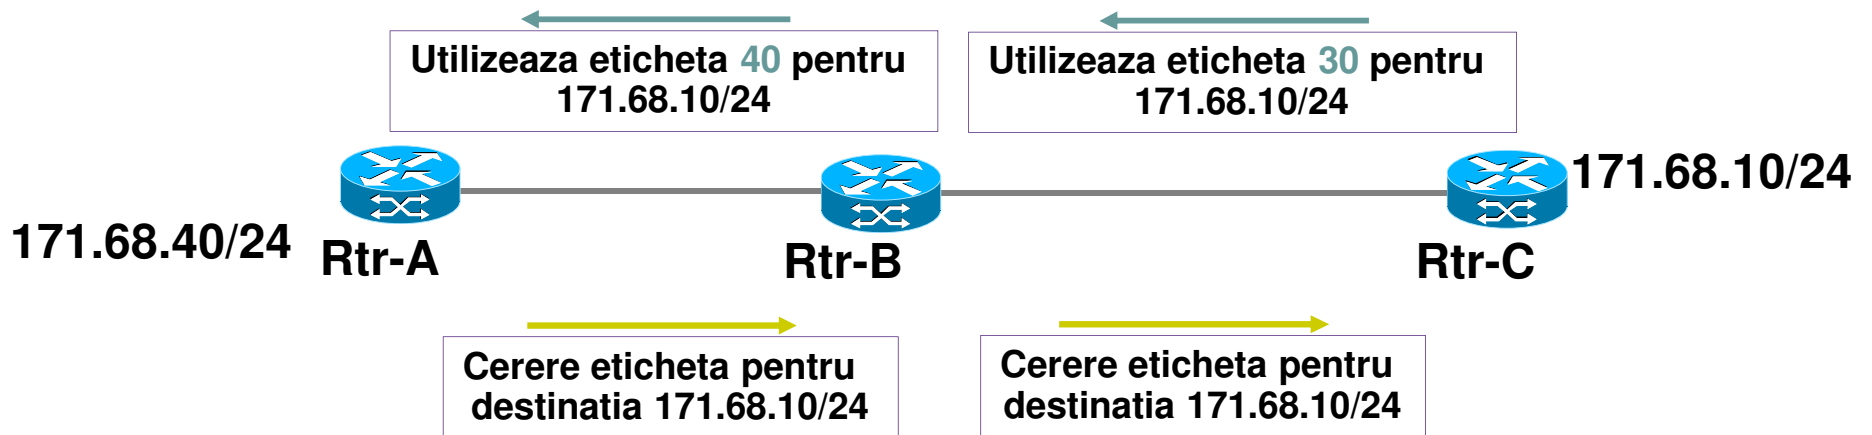 Utilizeaza eticheta 40 pentru
171.68.10/24
Utilizeaza eticheta 30 pentru
171.68.10/24
171.68.10/24
171.68.40/24
Rtr-A
Rtr-B
Rtr-C
Cerere eticheta pentru
destinatia 171.68.10/24
Cerere eticheta pentru
destinatia 171.68.10/24